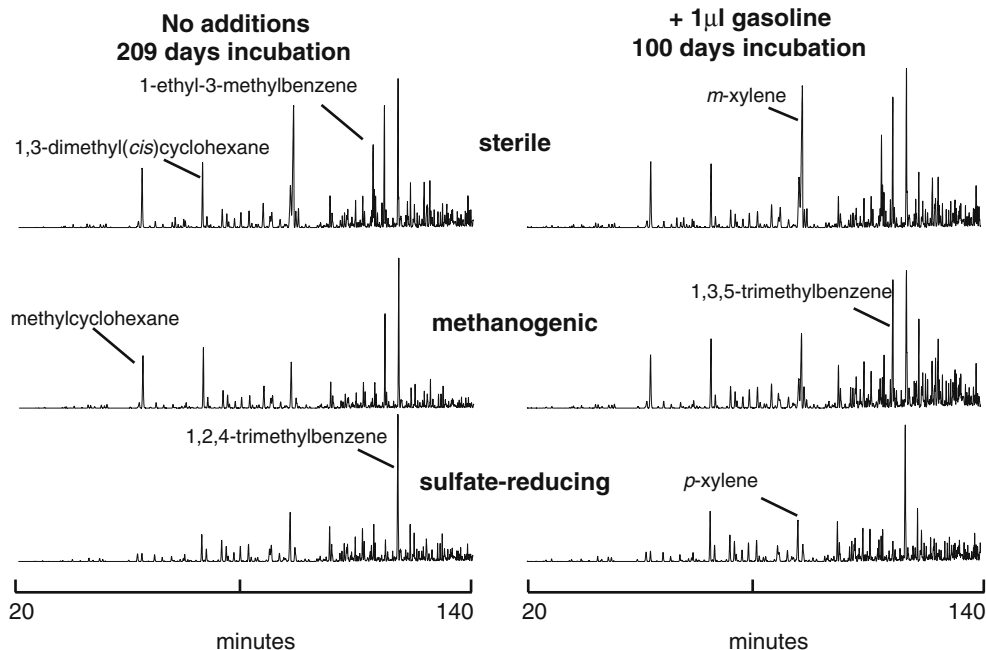 No additions
209 days incubation
+ 1µl gasoline
100 days incubation
1-ethyl-3-methylbenzene
m-xylene
1,3-dimethyl(cis)cyclohexane
sterile
methylcyclohexane
methanogenic
1,3,5-trimethylbenzene
1,2,4-trimethylbenzene
sulfate-reducing
p-xylene
20
140
20
140
minutes
minutes